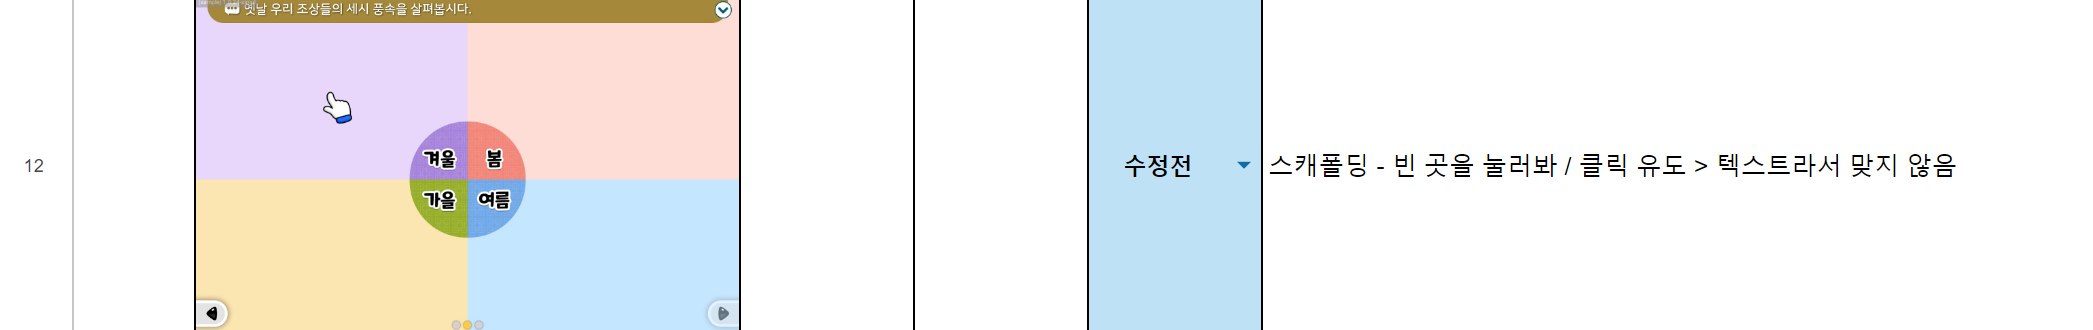 옛날 우리 조상들의 세시 풍속을 살펴봅시다.
겨울 봄
12
수정전
스캐폴딩 - 빈 곳을 눌러봐 / 클릭 유도 > 텍스트라서 맞지 않음
가을 여름